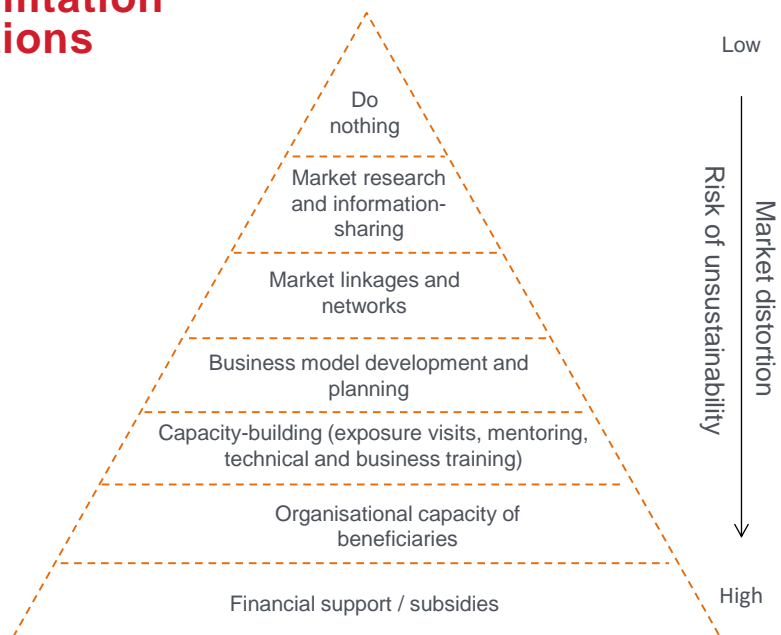 ilitation
ions
Low
Do
nothing
Market research
and information-
sharing
Market linkages and
networks
Business model development and
planning
Capacity-building (exposure visits, mentoring,
technical and business training)
Organisational capacity of
beneficiaries
Financial support / subsidies
Risk of unsustainability
Market distortion
High